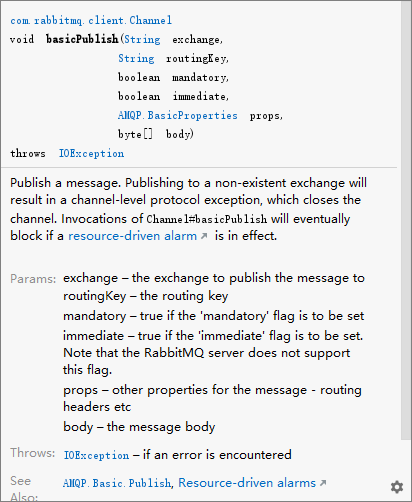 com.rabbitmq.client.Channel
void basicPublish(String exchange,
String routingKey,
boolean mandatory,
boolean immediate,
AMQP.BasicProperties props,
byte[] body)
throws IOException
Publish a message. Publishing to a non-existent exchange will
result in a channel-level protocol exception, which closes the
channel. Invocations of Channel#basicPublish will eventually
block if a resource-driven alarm ↗ is in effect.
Params: exchange – the exchange to publish the message to
routingKey – the routing key
mandatory – true if the 'mandatory' flag is to be set
immediate – true if the 'immediate' flag is to be set.
Note that the RabbitMQ server does not support
this flag.
props – other properties for the message - routing
headers etc
body – the message body
Throws: IOException – if an error is encountered
See AMQP.Basic.Publish, Resource-driven alarms ↗
Also: